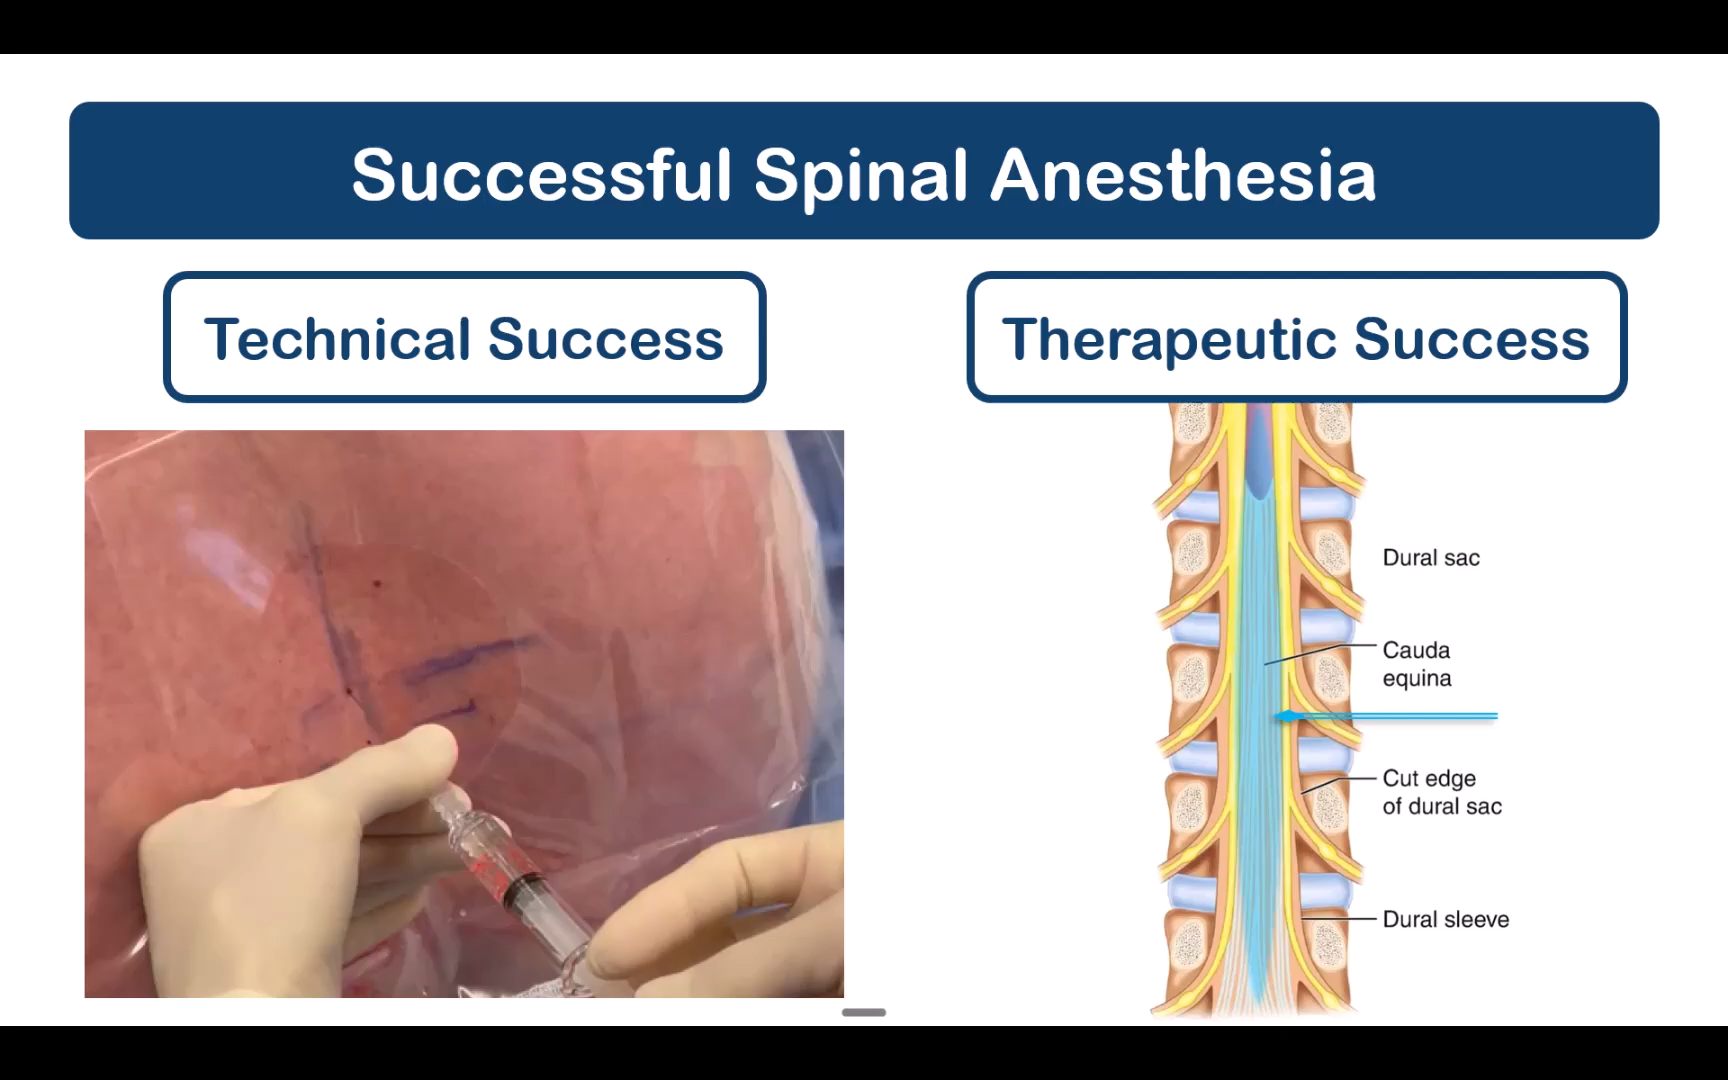 Successful Spinal Anesthesia
Technical Success
Therapeutic Success
Dural sac
Cauda
equina
Cut edge
of dural sac
Dural sleeve